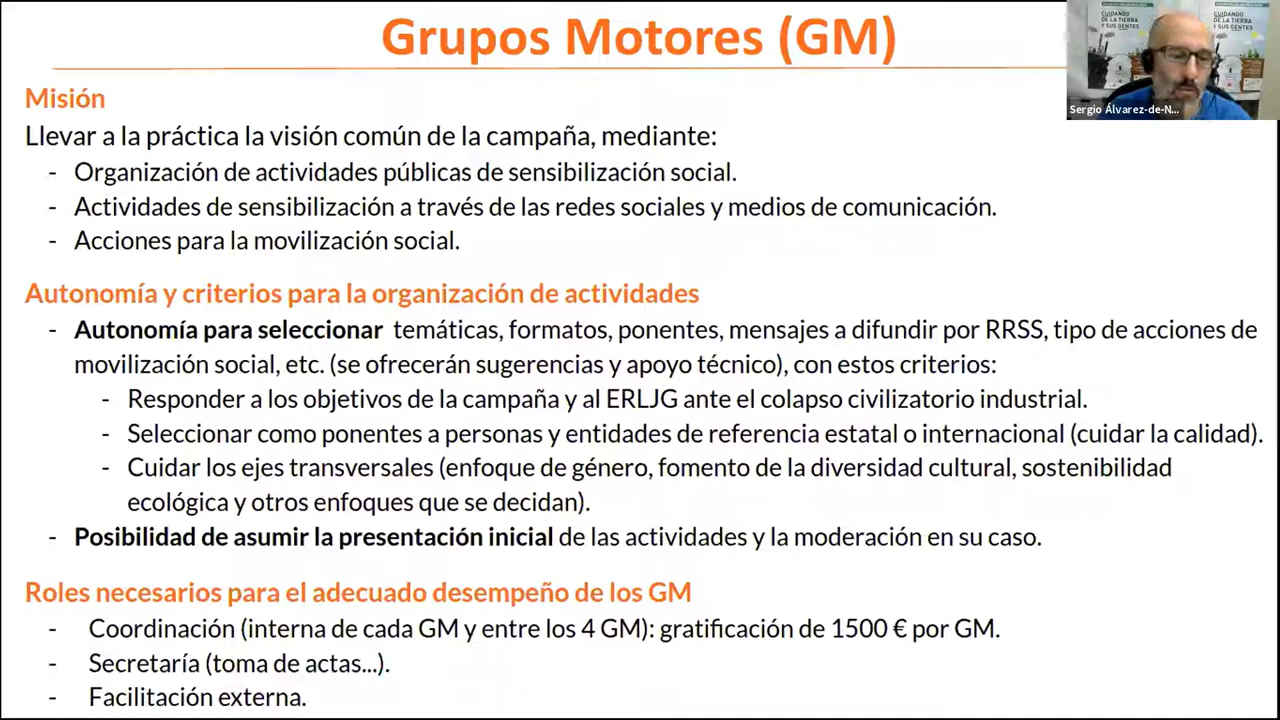 Grupos Motores (GM)
CUIDANDO
DE LA TIERRA
Y SUS GENTES
CUIDANDO
DE LA TIERRA
Y SUS GENTES
Sergio Álvarez-de-N...
Misión
Llevar a la práctica la visión común de la campaña, mediante:
- Organización de actividades públicas de sensibilización social.
- Actividades de sensibilización a través de las redes sociales y medios de comunicación.
- Acciones para la movilización social.
Autonomía y criterios para la organización de actividades
- Autonomía para seleccionar temáticas, formatos, ponentes, mensajes a difundir por RRSS, tipo de acciones de
movilización social, etc. (se ofrecerán sugerencias y apoyo técnico), con estos criterios:
- Responder a los objetivos de la campaña y al ERLJG ante el colapso civilizatorio industrial.
- Seleccionar como ponentes a personas y entidades de referencia estatal o internacional (cuidar la calidad).
- Cuidar los ejes transversales (enfoque de género, fomento de la diversidad cultural, sostenibilidad
ecológica y otros enfoques que se decidan).
- Posibilidad de asumir la presentación inicial de las actividades y la moderación en su caso.
Roles necesarios para el adecuado desempeño de los GM
- Coordinación (interna de cada GM y entre los 4 GM): gratificación de 1500 € por GM.
- Secretaría (toma de actas...).
- Facilitación externa.